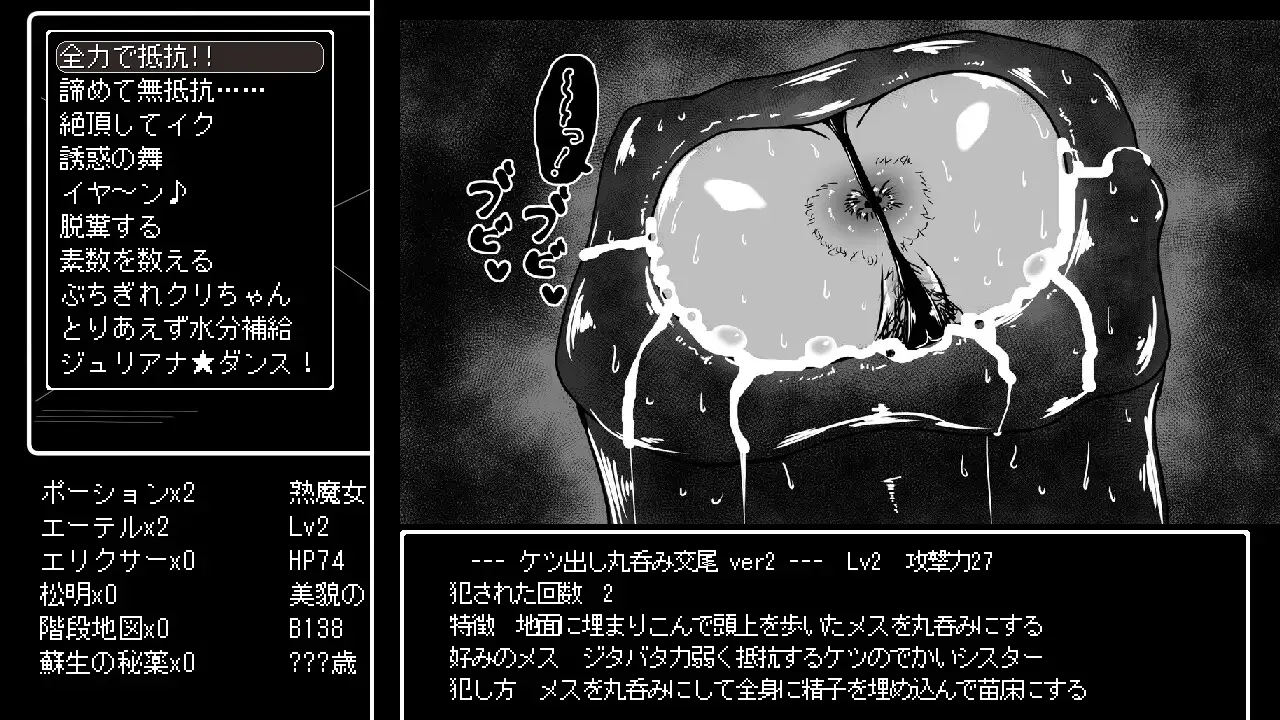 全力で抵抗!!
諦めて無抵抗……
絶頂してイク
誘惑の舞
イヤ〜ン♪
脱糞する
素数を数える
ぶちぎれクリちゃん
とりあえず水分補給
ジュリアナ★ダンス！
ポーションx2
エーテルx2
エリクサーx0
松明x0
階段地図x0
蘇生の秘薬x0
熟魔女
Lv2
HP74
美貌の
B138
???歳
〜〜〜っ！
ブビ♡
ブビ♡
--- ケツ出し丸呑み交尾 ver2 --- Lv2 攻撃力27
犯された回数 2
特徴 地面に埋まりこんで頭上を歩いたメスを丸呑みにする
好みのメス ジタバタ力弱く抵抗するケツのでかいシスター
犯し方 メスを丸呑みにして全身に精子を埋め込んで苗床にする